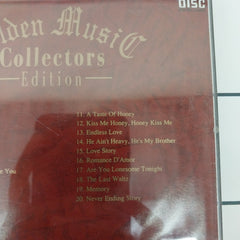 DISC
lden Music
Collectors
Edition
11. A Taste Of Honey
12. Kiss Me Honey, Honey Kiss Me
13. Endless Love
14. He Ain't Heavy, He's My Brother
15. Love Story
e You
16. Romance D'Amor
17. Are You Lonesome Tonight
18. The Last Waltz
19. Memory
20. Never Ending Story